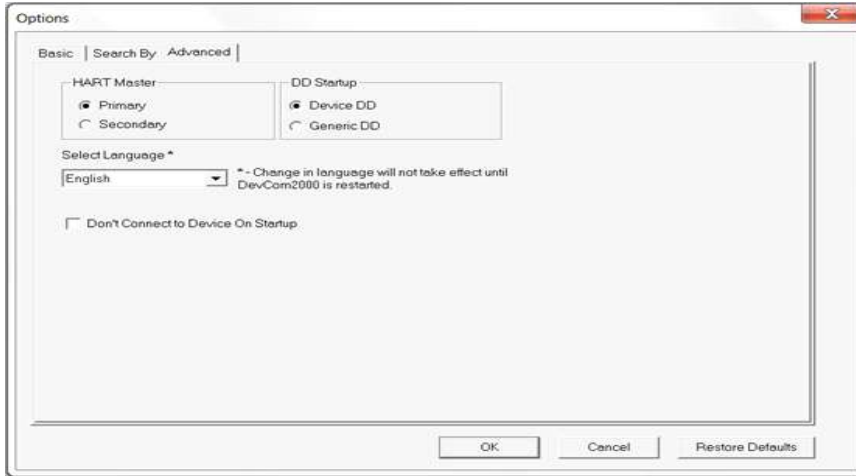 Options
Basic Search By Advanced
HART Master DD Startup
Primary Device DD
Secondary Generic DD
Select Language *
English * - Change in language will not take effect until
DevCom2000 is restarted.
Don't Connect to Device On Startup
OK Cancel Restore Defaults